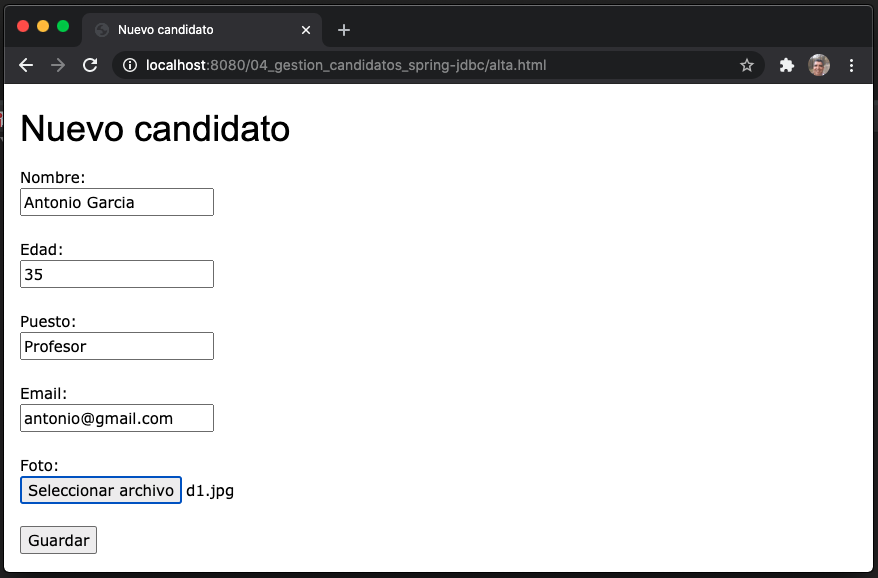 Nuevo candidato
localhost:8080/04_gestion_candidatos_spring-jdbc/alta.html
Nuevo candidato
Nombre:
Antonio Garcia
Edad:
35
Puesto:
Profesor
Email:
antonio@gmail.com
Foto:
Seleccionar archivo d1.jpg
Guardar